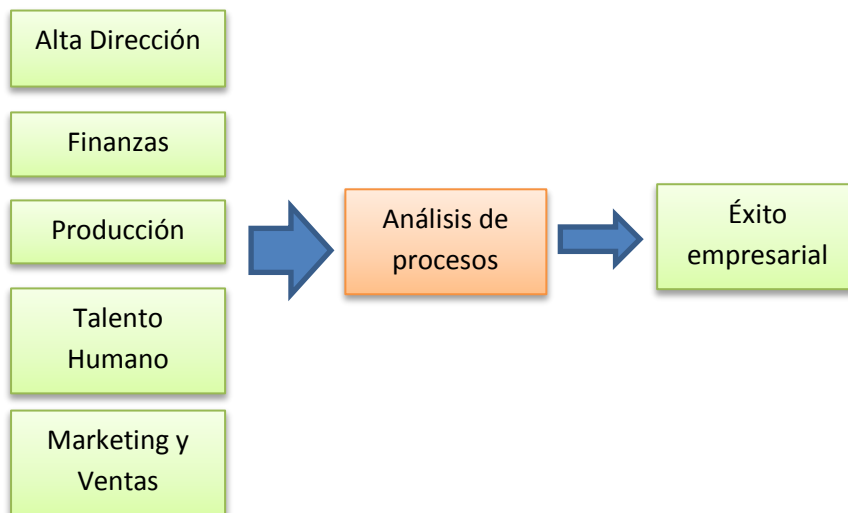 Alta Dirección
Finanzas
Producción
Talento
Humano
Marketing y
Ventas
Análisis de
procesos
Éxito
empresarial